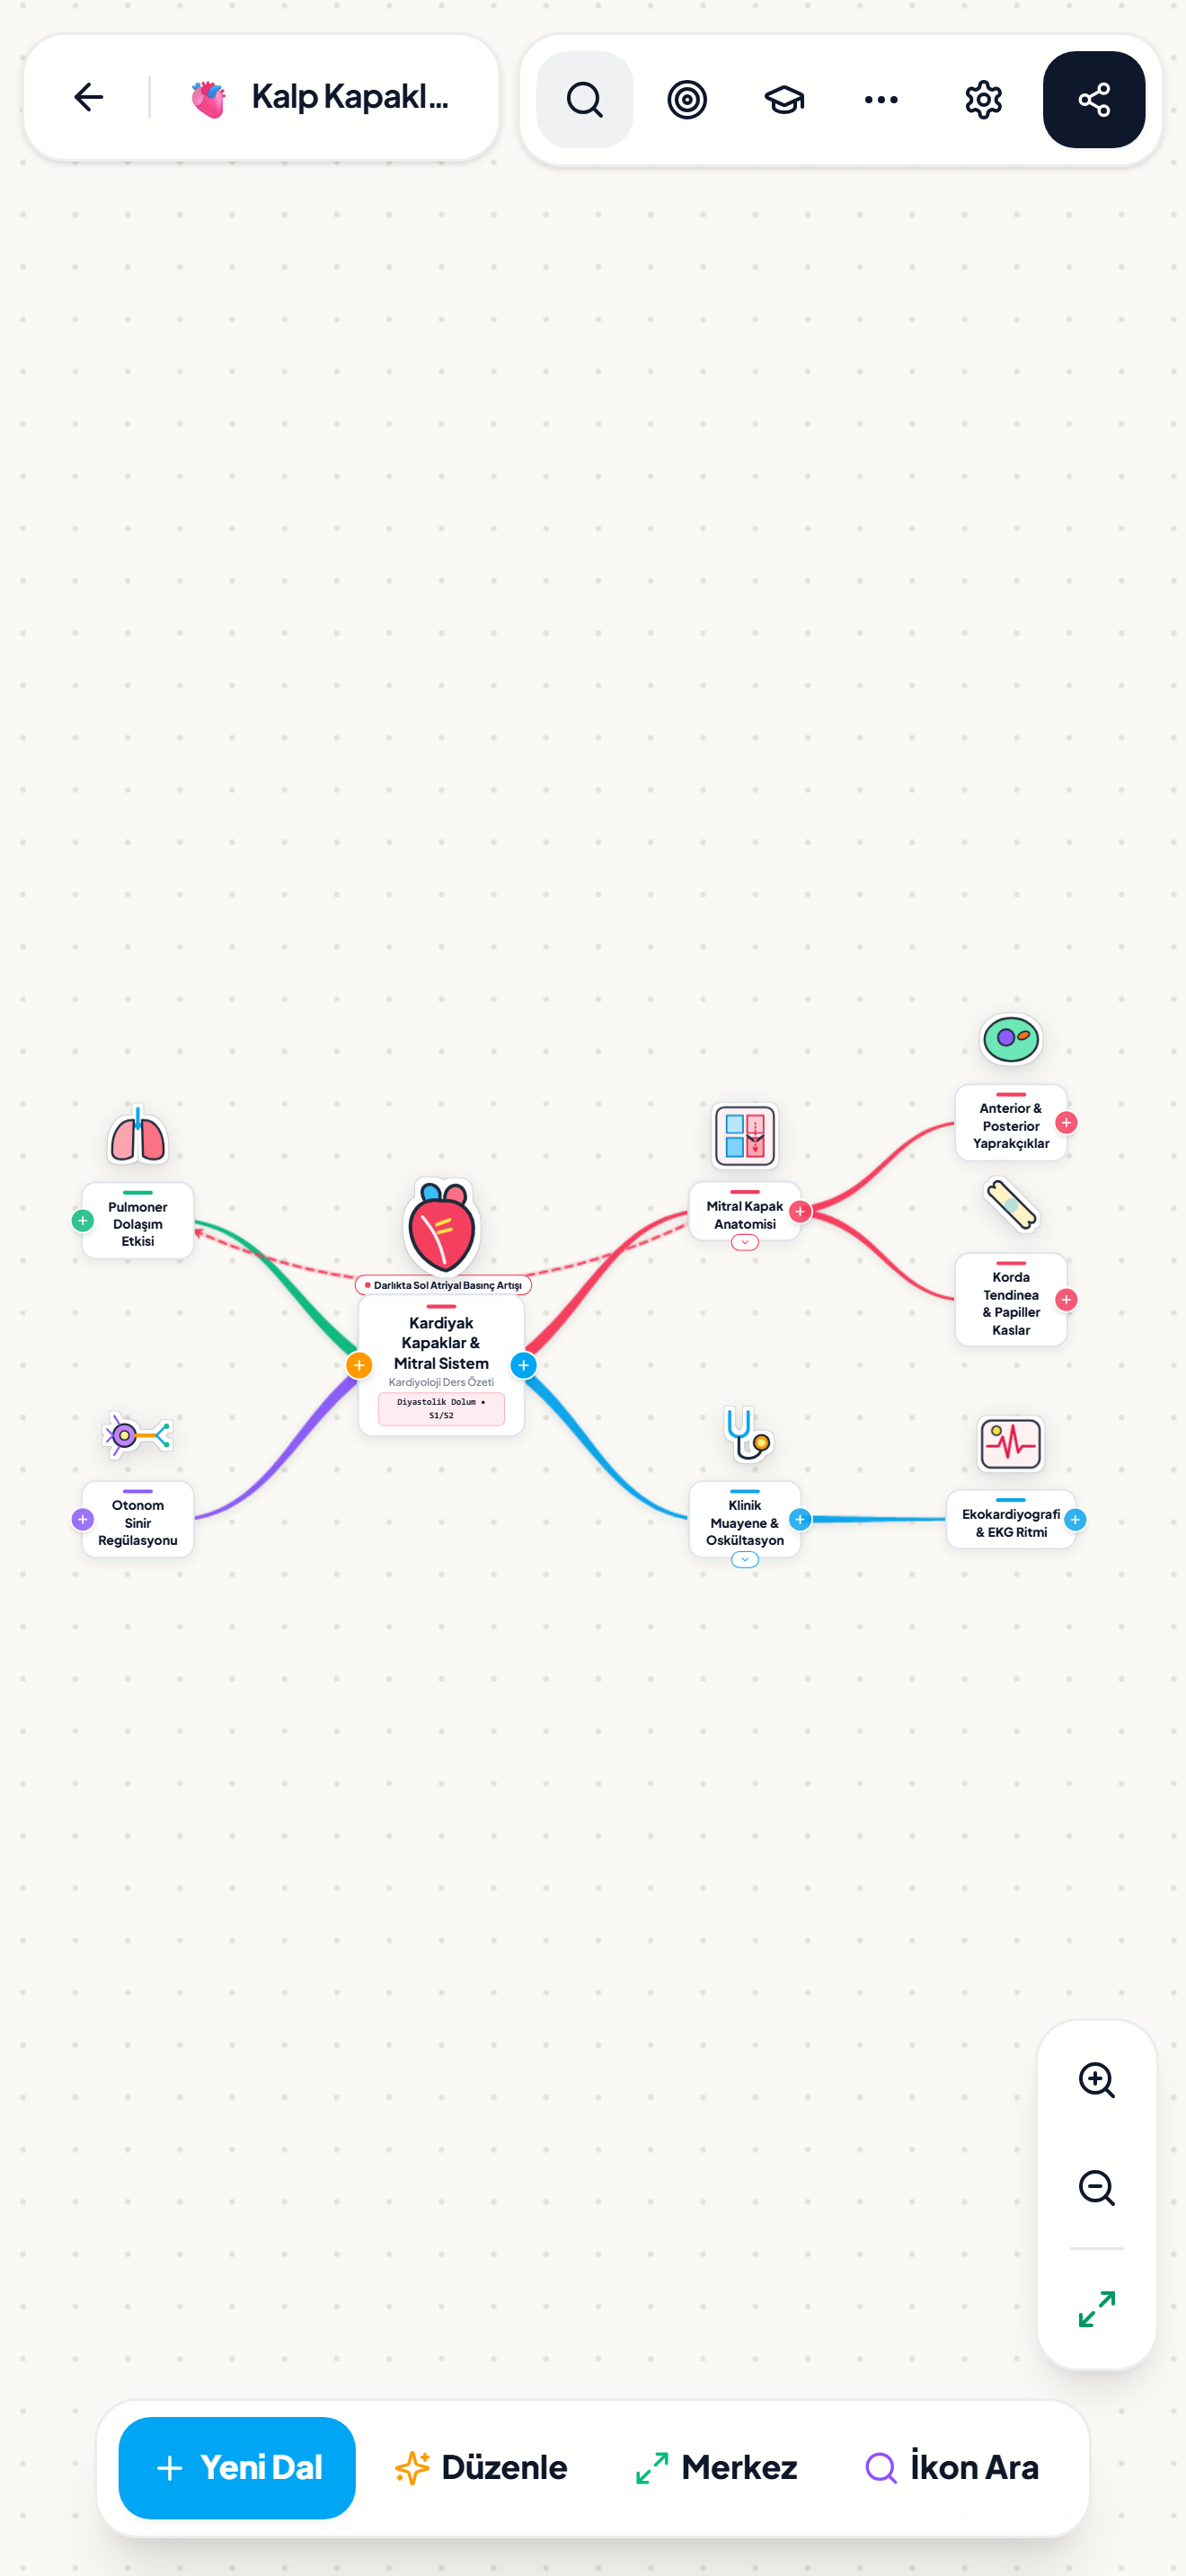 Kalp Kapakl...
Anterior &
Posterior
Yaprakçıklar
Pulmoner
Dolaşım
Etkisi
Mitral Kapak
Anatomisi
Darlıkta Sol Atriyal Basınç Artışı
Korda
Tendinea
& Papiller
Kaslar
Kardiyak
Kapaklar &
Mitral Sistem
Kardiyoloji Ders Özeti
Diyastolik Dolum •
S1/S2
Otonom
Sinir
Regülasyonu
Klinik
Muayene &
Oskültasyon
Ekokardiyografi
& EKG Ritmi
Yeni Dal
Düzenle
Merkez
İkon Ara